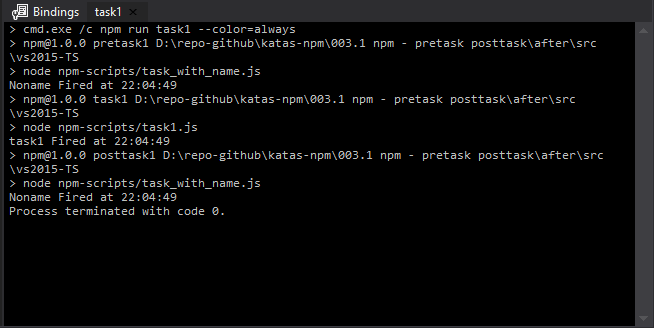 Bindings task1 ×
> cmd.exe /c npm run task1 --color=always
> npm@1.0.0 pretask1 D:\repo-github\katas-npm\003.1 npm - pretask posttask\after\src
\vs2015-TS
> node npm-scripts/task_with_name.js
Noname Fired at 22:04:49
> npm@1.0.0 task1 D:\repo-github\katas-npm\003.1 npm - pretask posttask\after\src
\vs2015-TS
> node npm-scripts/task1.js
task1 Fired at 22:04:49
> npm@1.0.0 posttask1 D:\repo-github\katas-npm\003.1 npm - pretask posttask\after\src
\vs2015-TS
> node npm-scripts/task_with_name.js
Noname Fired at 22:04:49
Process terminated with code 0.